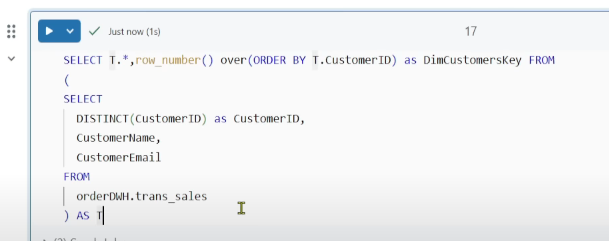 Just now (1s)
17
SELECT T.*,row_number() over(ORDER BY T.CustomerID) as DimCustomersKey FROM
(
SELECT
DISTINCT(CustomerID) as CustomerID,
CustomerName,
CustomerEmail
FROM
orderDWH.trans_sales
) AS T